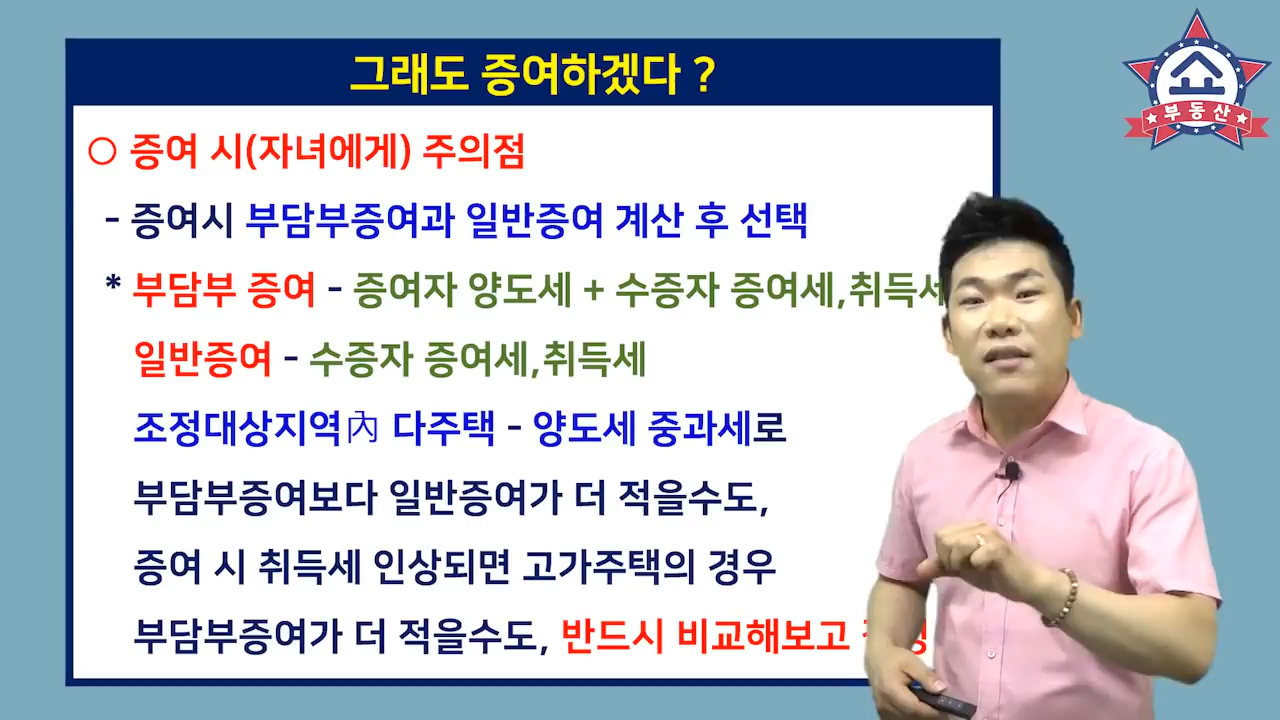 그래도 증여하겠다 ?
부동산
○ 증여 시(자녀에게) 주의점
- 증여시 부담부증여과 일반증여 계산 후 선택
* 부담부 증여 - 증여자 양도세 + 수증자 증여세,취득세
일반증여 - 수증자 증여세,취득세
조정대상지역內 다주택 - 양도세 중과세로
부담부증여보다 일반증여가 더 적을수도,
증여 시 취득세 인상되면 고가주택의 경우
부담부증여가 더 적을수도, 반드시 비교해보고